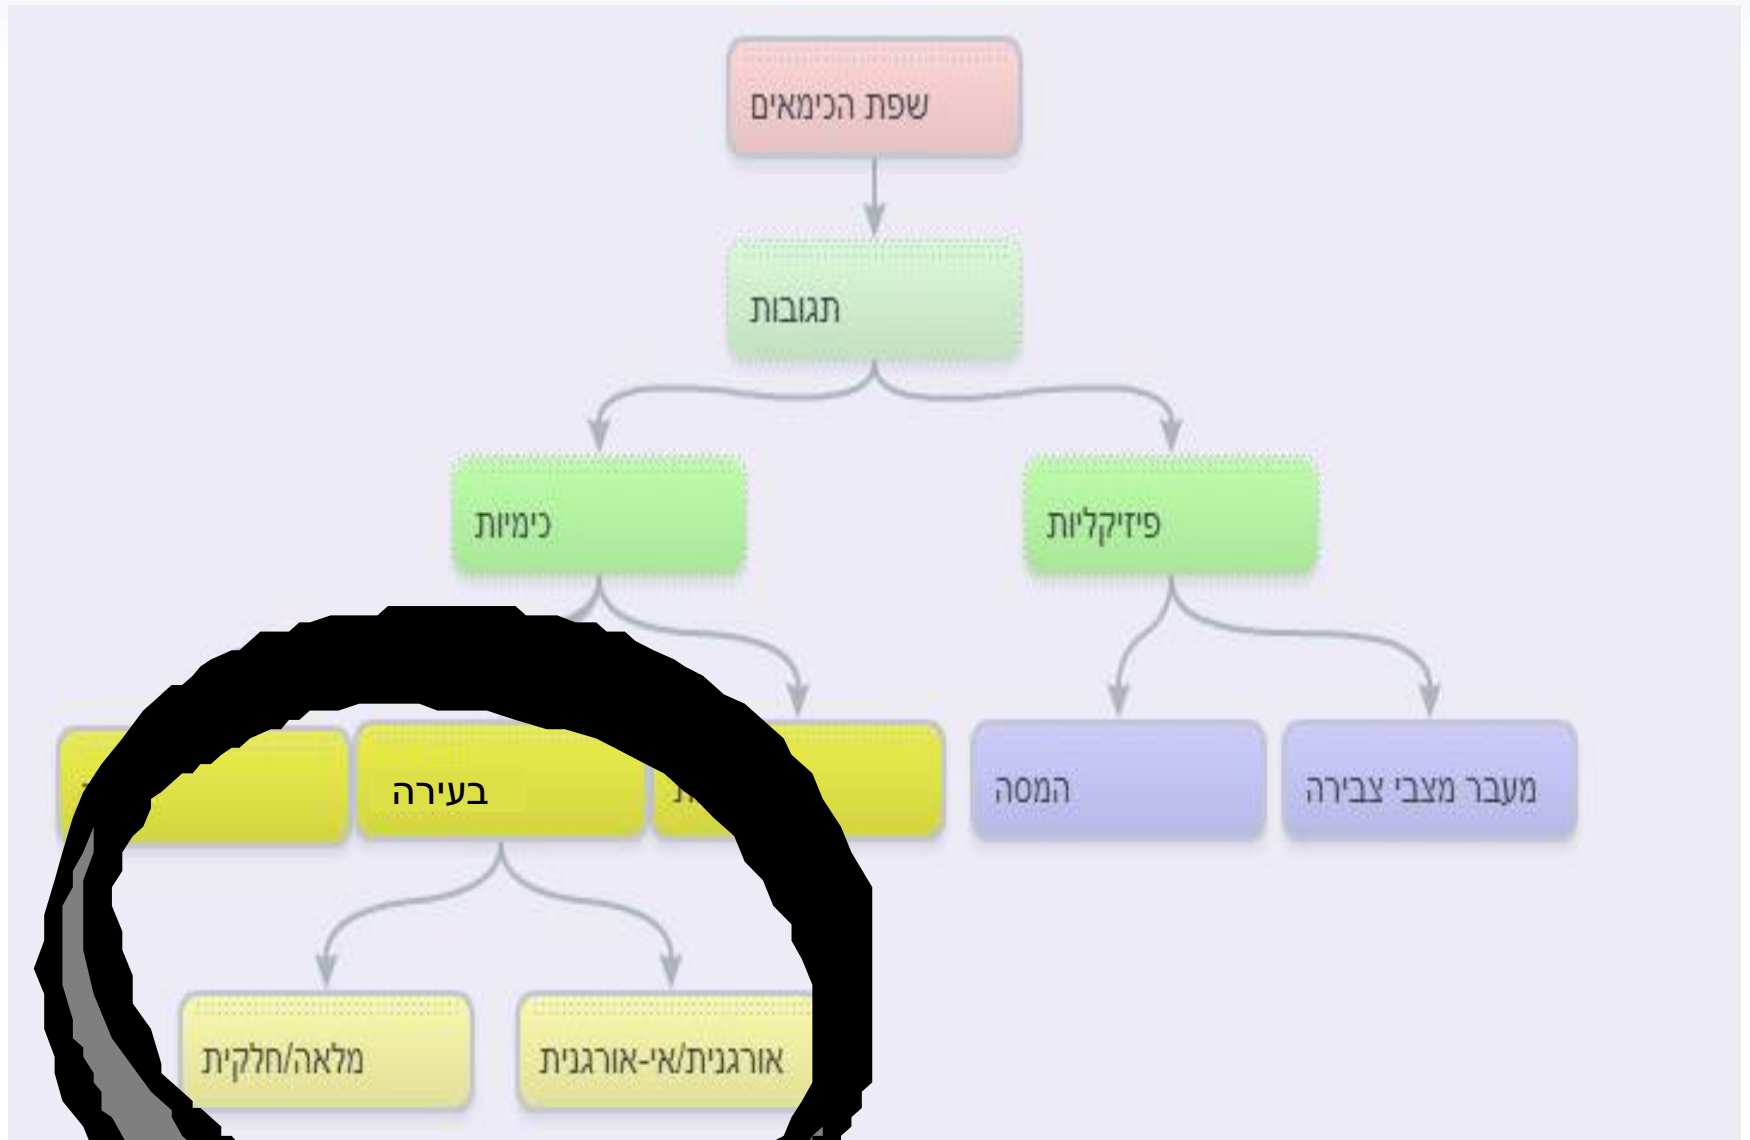 שפת הכימאים
תגובות
פיזיקליות
כימיות
מעבר מצבי צבירה
המסה
בעירה
אורגנית/אי-אורגנית
מלאה/חלקית